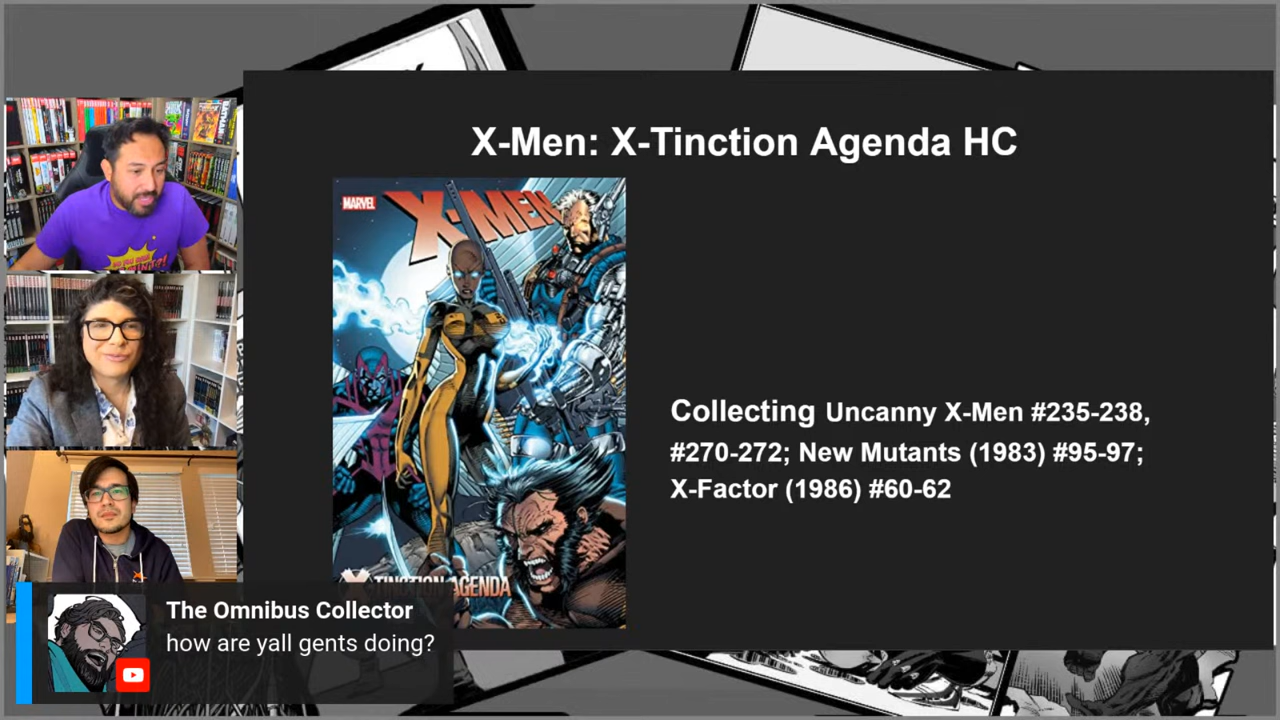 X-Men: X-Tinction Agenda HC
MARVEL
X-MEN
X-TINCTION AGENDA
Collecting Uncanny X-Men #235-238,
#270-272; New Mutants (1983) #95-97;
X-Factor (1986) #60-62
The Omnibus Collector
how are yall gents doing?